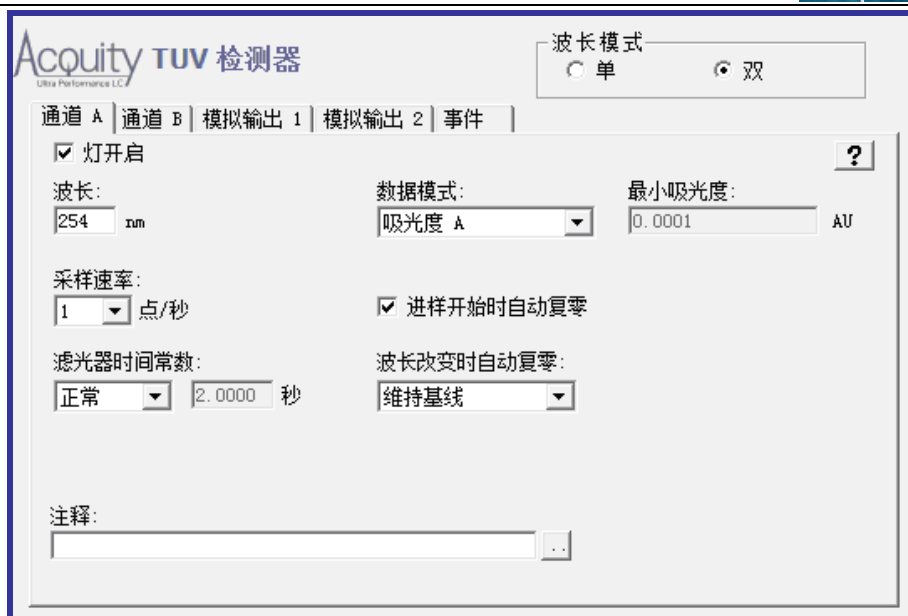 Acquity TUV 检测器
Ultra Performance LC
波长模式
单 双
通道 A 通道 B 模拟输出 1 模拟输出 2 事件
灯开启 ?
波长: 数据模式: 最小吸光度:
254 nm 吸光度 A 0.0001 AU
采样速率:
1 点/秒 进样开始时自动复零
滤光器时间常数: 波长改变时自动复零:
正常 2.0000 秒 维持基线
注释:
..